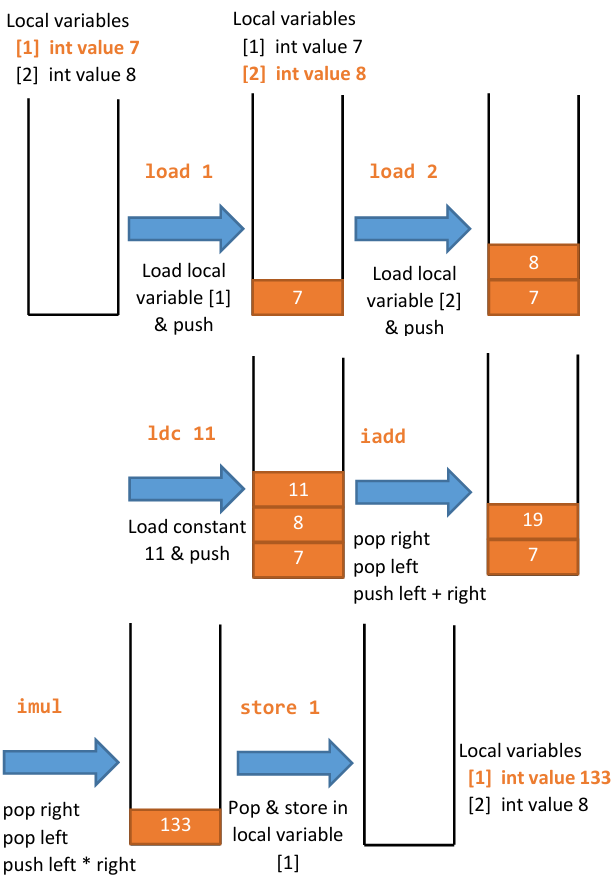 Local variables
[1] int value 7
[2] int value 8
Local variables
[1] int value 7
[2] int value 8
load 1
Load local
variable [1]
& push
7
load 2
Load local
variable [2]
& push
8
7
ldc 11
Load constant
11 & push
11
8
7
iadd
pop right
pop left
push left + right
19
7
imul
pop right
pop left
push left * right
133
store 1
Pop & store in
local variable
[1]
Local variables
[1] int value 133
[2] int value 8